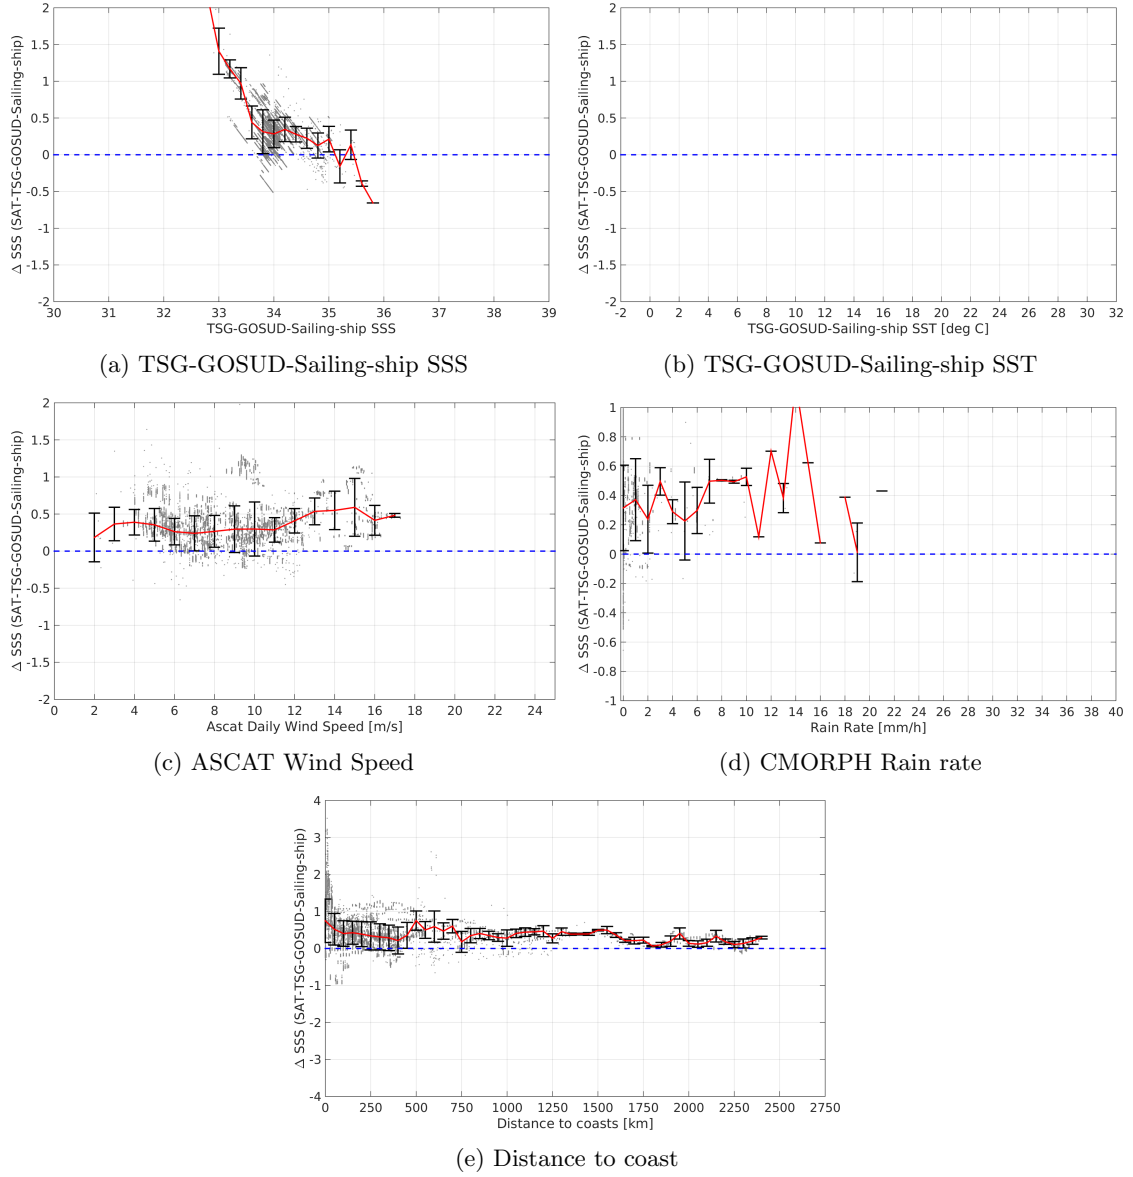 2
1.5
1
0.5
0
-0.5
-1
-1.5
-2
30 31 32 33 34 35 36 37 38 39
TSG-GOSUD-Sailing-ship SSS
Δ SSS (SAT-TSG-GOSUD-Sailing-ship)
(a) TSG-GOSUD-Sailing-ship SSS
2
1.5
1
0.5
0
-0.5
-1
-1.5
-2
-2 0 2 4 6 8 10 12 14 16 18 20 22 24 26 28 30 32
TSG-GOSUD-Sailing-ship SST [deg C]
Δ SSS (SAT-TSG-GOSUD-Sailing-ship)
(b) TSG-GOSUD-Sailing-ship SST
2
1.5
1
0.5
0
-0.5
-1
-1.5
-2
0 2 4 6 8 10 12 14 16 18 20 22 24
Ascat Daily Wind Speed [m/s]
Δ SSS (SAT-TSG-GOSUD-Sailing-ship)
(c) ASCAT Wind Speed
1
0.8
0.6
0.4
0.2
0
-0.2
-0.4
-0.6
-0.8
-1
0 2 4 6 8 10 12 14 16 18 20 22 24 26 28 30 32 34 36 38 40
Rain Rate [mm/h]
Δ SSS (SAT-TSG-GOSUD-Sailing-ship)
(d) CMORPH Rain rate
4
3
2
1
0
-1
-2
-3
-4
0 250 500 750 1000 1250 1500 1750 2000 2250 2500 2750
Distance to coasts [km]
Δ SSS (SAT-TSG-GOSUD-Sailing-ship)
(e) Distance to coast